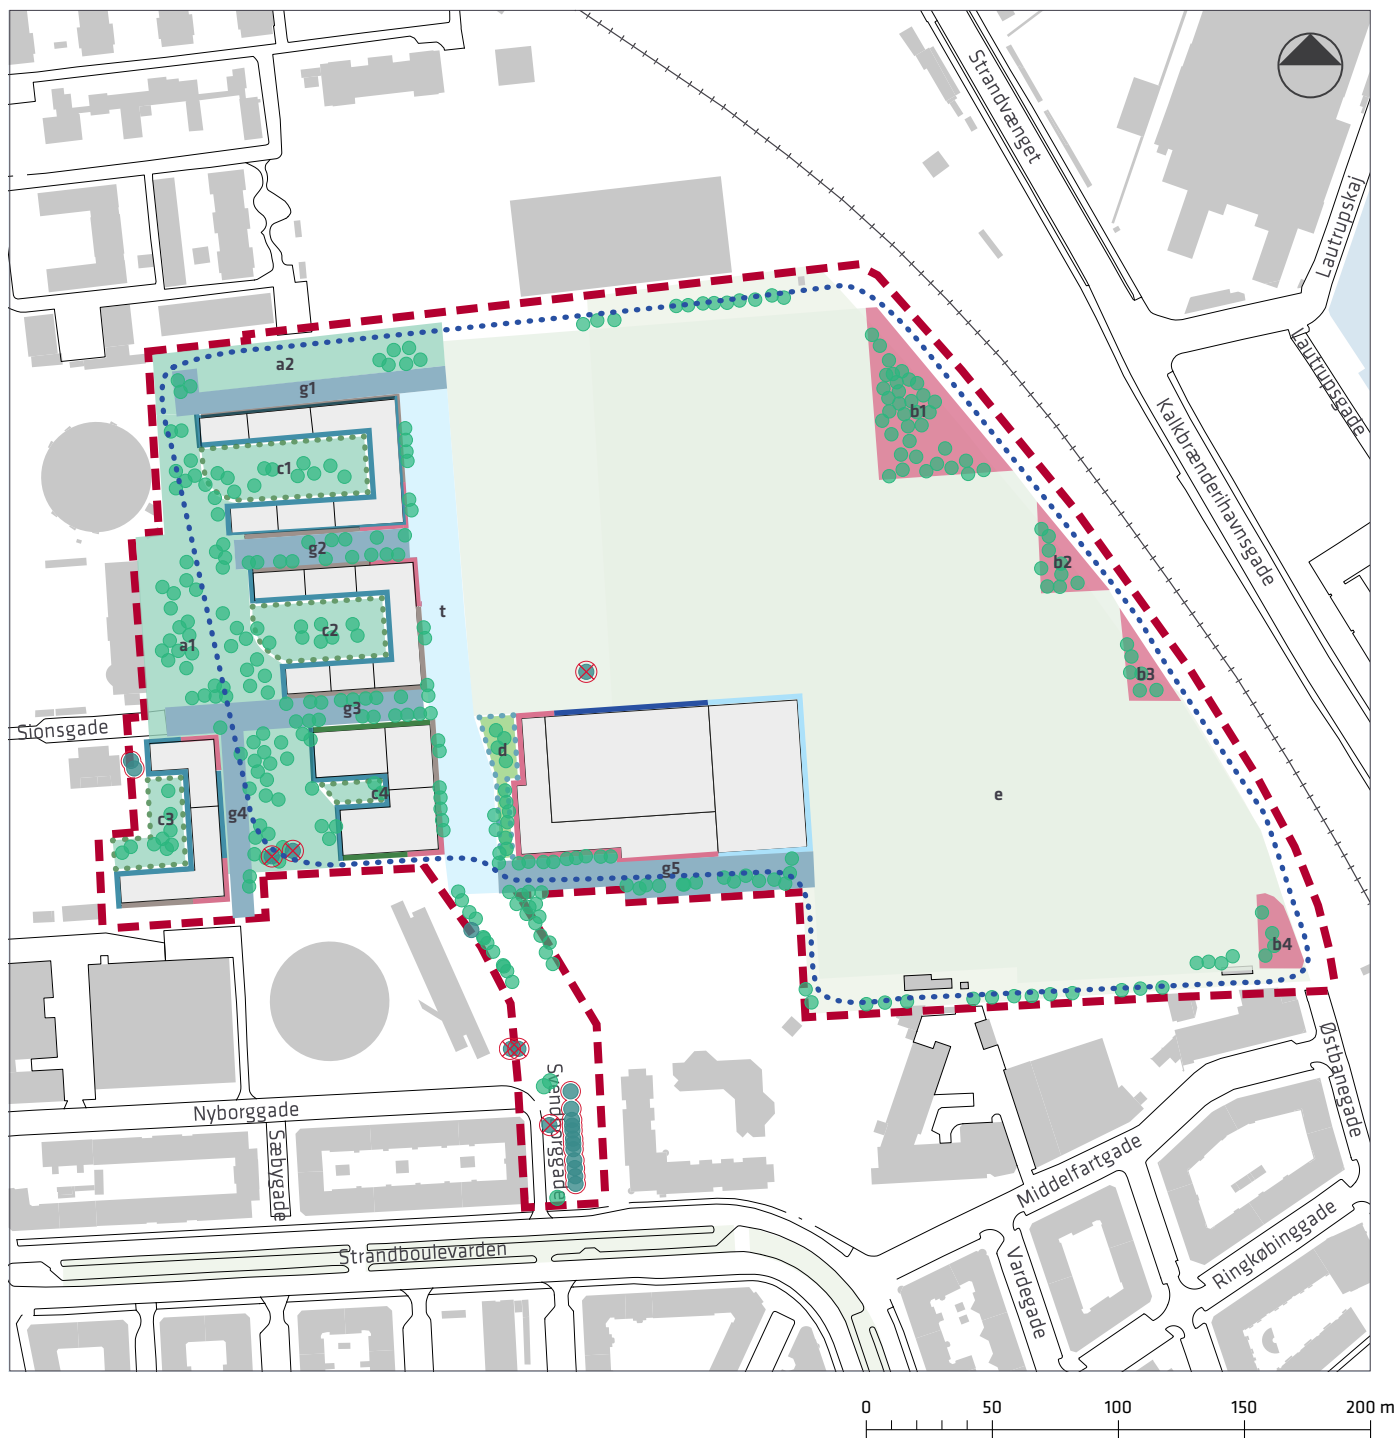 Strandvænget
Lautrupskaj
a2
g1
Lautrupsgade
b1
Kalkbrænderihavnsgade
c1
g2
b2
t
c2
a1
b3
g3
Sionsgade
d
c4
e
g4
c3
g5
b4
Østbanegade
Svendborggade
Nyborggade
Sæbygade
Middelfartgade
Ringkøbinggade
Strandboulevarden
Vardegade
0 50 100 150 200 m